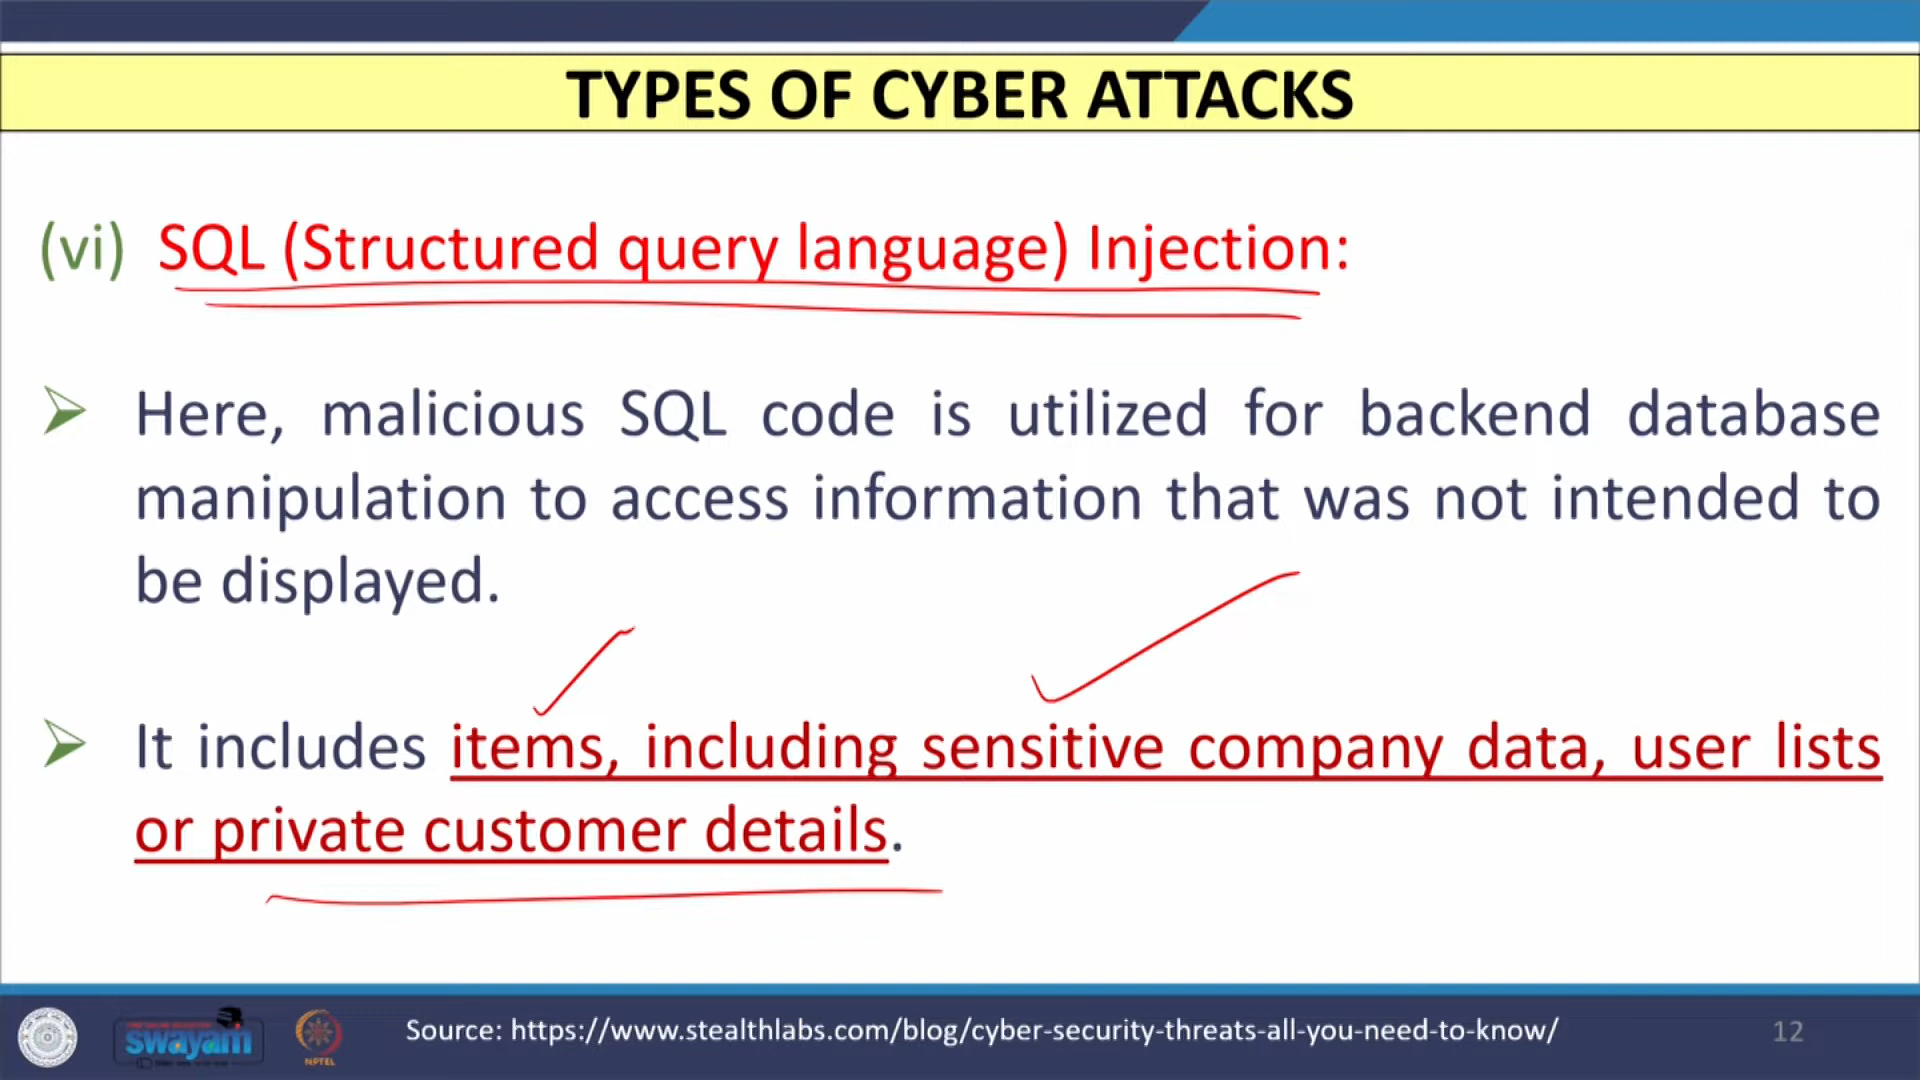 TYPES OF CYBER ATTACKS
(vi) SQL (Structured query language) Injection:
Here, malicious SQL code is utilized for backend database
manipulation to access information that was not intended to
be displayed.
It includes items, including sensitive company data, user lists
or private customer details.
swayam
NPTEL
Source: https://www.stealthlabs.com/blog/cyber-security-threats-all-you-need-to-know/
12